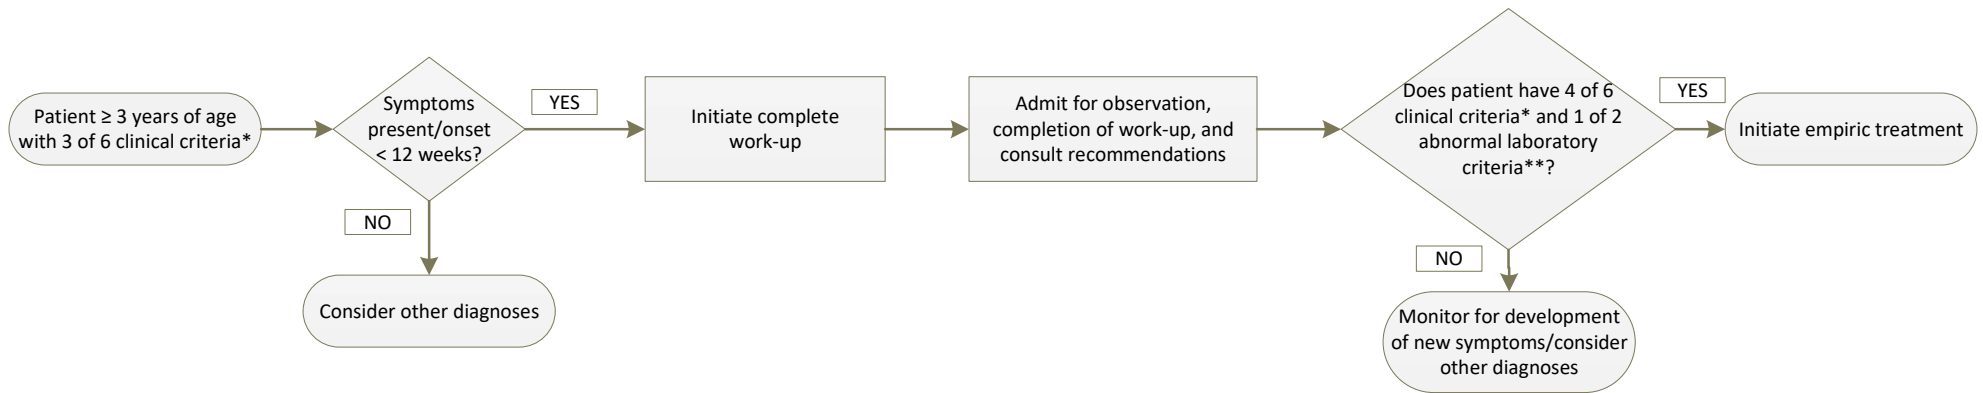 Patient ≥ 3 years of age
with 3 of 6 clinical criteria*
Symptoms
present/onset
< 12 weeks?
YES
NO
Consider other diagnoses
Initiate complete
work-up
Admit for observation,
completion of work-up, and
consult recommendations
Does patient have 4 of 6
clinical criteria* and 1 of 2
abnormal laboratory
criteria**?
YES
Initiate empiric treatment
NO
Monitor for development
of new symptoms/consider
other diagnoses